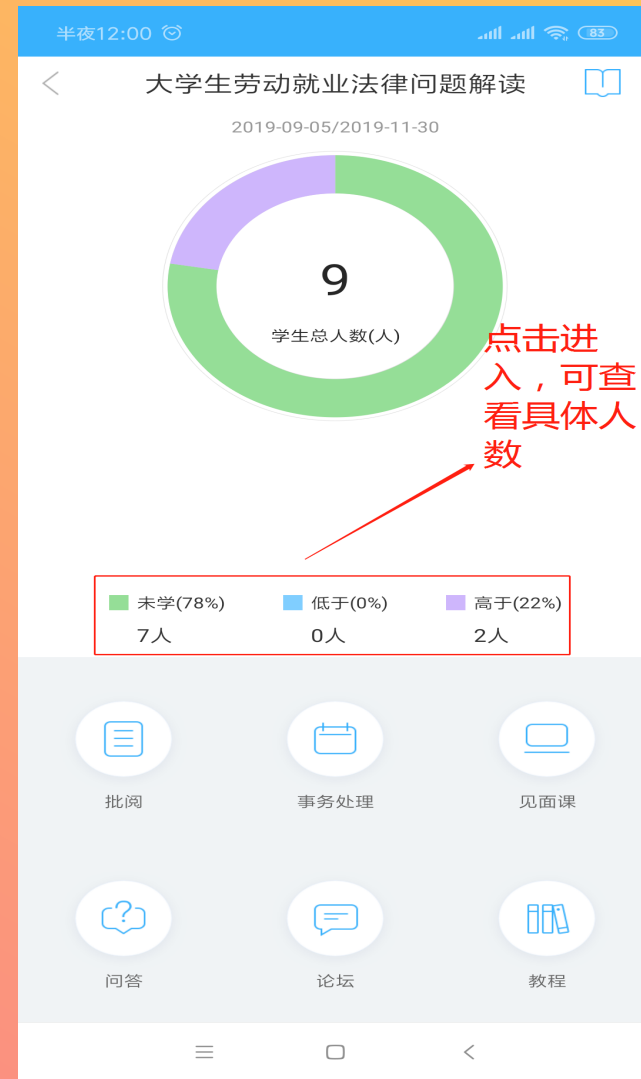 半夜12:00
83
大学生劳动就业法律问题解读
2019-09-05/2019-11-30
9
学生总人数(人)
点击进
入，可查
看具体人
数
未学(78%) 低于(0%) 高于(22%)
7人 0人 2人
批阅 事务处理 见面课
?
问答 论坛 教程